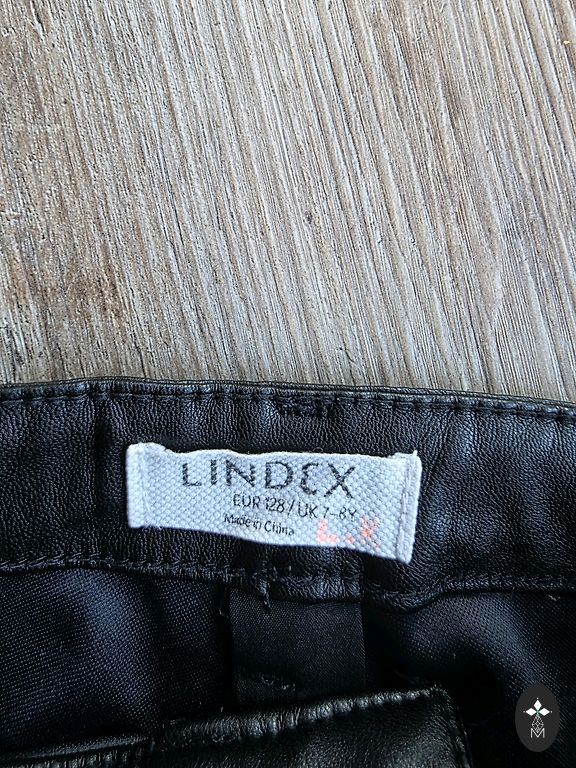 LINDEX
EUR 128 / UK 7-8Y
Made in China
L.K
M